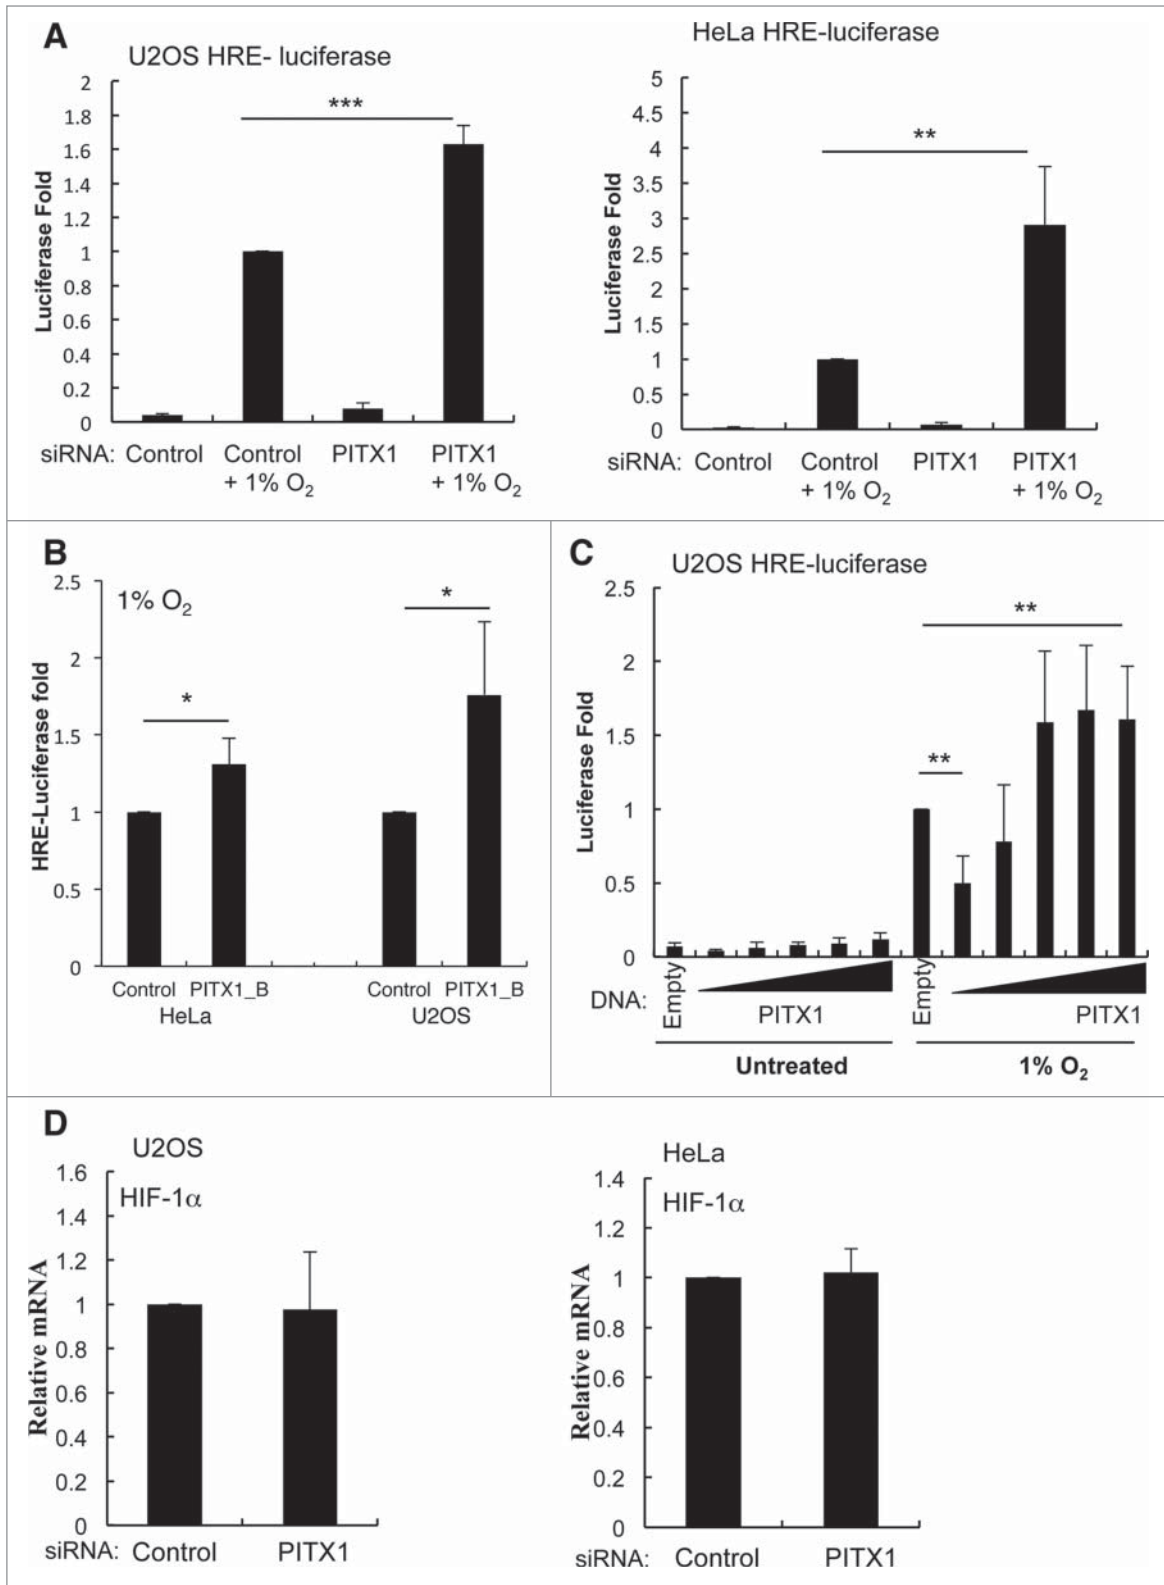 A
U2OS HRE- luciferase
Luciferase Fold
2
1.8
1.6
1.4
1.2
1
0.8
0.6
0.4
0.2
0
***
siRNA: Control Control PITX1 PITX1
+ 1% O2 + 1% O2
HeLa HRE-luciferase
Luciferase Fold
5
4.5
4
3.5
3
2.5
2
1.5
1
0.5
0
**
siRNA: Control Control PITX1 PITX1
+ 1% O2 + 1% O2
B
1% O2
HRE-Luciferase fold
2.5
2
1.5
1
0.5
0
*
*
Control PITX1_B Control PITX1_B
HeLa U2OS
C
U2OS HRE-luciferase
Luciferase Fold
2.5
2
1.5
1
0.5
0
**
**
DNA: Empty PITX1 Empty PITX1
Untreated 1% O2
D
U2OS
HIF-1α
Relative mRNA
1.6
1.4
1.2
1
0.8
0.6
0.4
0.2
0
siRNA: Control PITX1
HeLa
HIF-1α
Relative mRNA
1.4
1.2
1
0.8
0.6
0.4
0.2
0
siRNA: Control PITX1